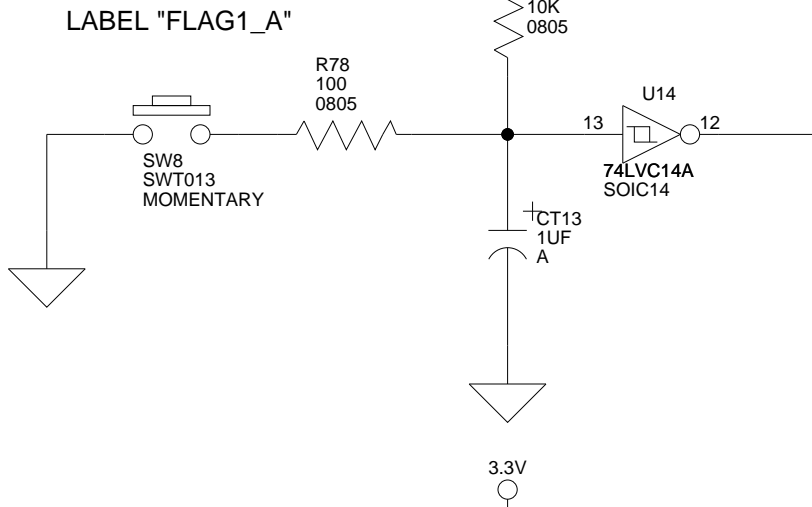 LABEL "FLAG1_A"
10K
0805
R78
100
0805
U14
13
12
SW8
SWT013
MOMENTARY
74LVC14A
SOIC14
CT13
1UF
A
3.3V